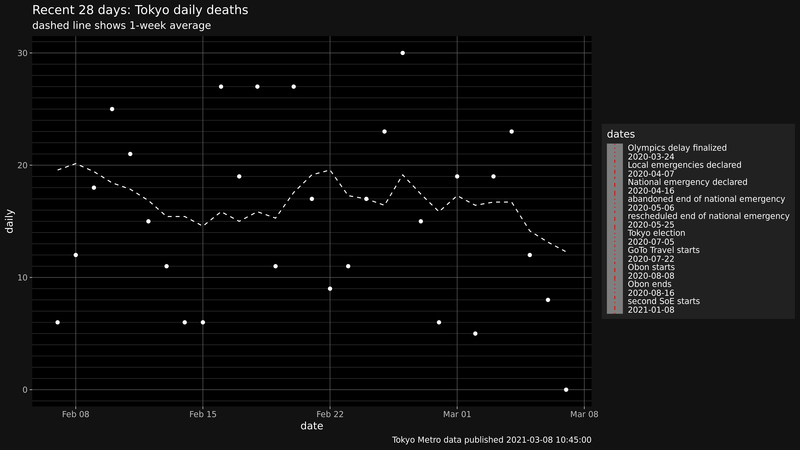 Recent 28 days: Tokyo daily deaths
dashed line shows 1-week average
30
20
10
0
daily
Feb 08
Feb 15
Feb 22
Mar 01
Mar 08
date
Tokyo Metro data published 2021-03-08 10:45:00
dates
Olympics delay finalized
2020-03-24
Local emergencies declared
2020-04-07
National emergency declared
2020-04-16
abandoned end of national emergency
2020-05-06
rescheduled end of national emergency
2020-05-25
Tokyo election
2020-07-05
GoTo Travel starts
2020-07-22
Obon starts
2020-08-08
Obon ends
2020-08-16
second SoE starts
2021-01-08